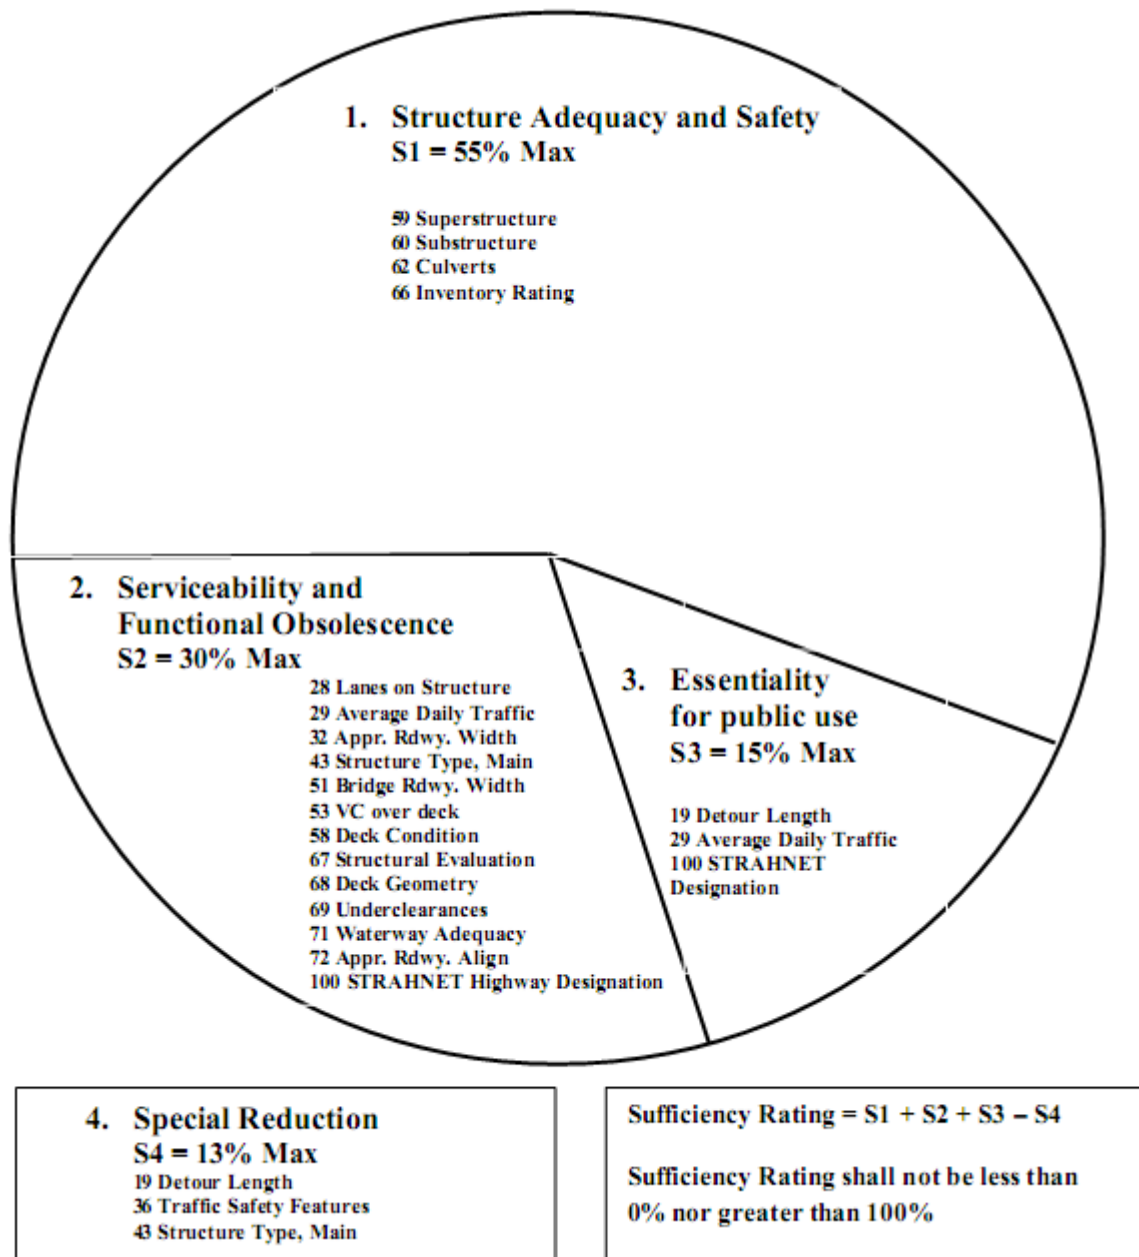 1. Structure Adequacy and Safety
S1 = 55% Max
59 Superstructure
60 Substructure
62 Culverts
66 Inventory Rating
2. Serviceability and
Functional Obsolescence
S2 = 30% Max
28 Lanes on Structure
29 Average Daily Traffic
32 Appr. Rdwy. Width
43 Structure Type, Main
51 Bridge Rdwy. Width
53 VC over deck
58 Deck Condition
67 Structural Evaluation
68 Deck Geometry
69 Underclearances
71 Waterway Adequacy
72 Appr. Rdwy. Align
100 STRAHNET Highway Designation
3. Essentiality
for public use
S3 = 15% Max
19 Detour Length
29 Average Daily Traffic
100 STRAHNET
Designation
4. Special Reduction
S4 = 13% Max
19 Detour Length
36 Traffic Safety Features
43 Structure Type, Main
Sufficiency Rating = S1 + S2 + S3 – S4
Sufficiency Rating shall not be less than
0% nor greater than 100%